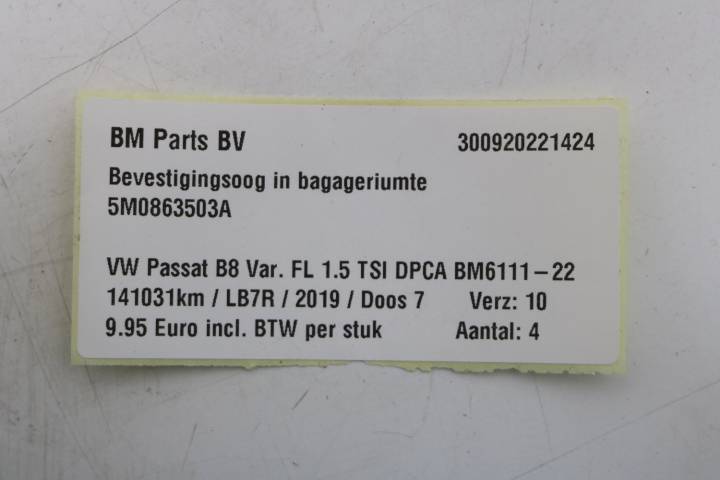 BM Parts BV 300920221424
Bevestigingsoog in bagageriumte
5M0863503A
VW Passat B8 Var. FL 1.5 TSI DPCA BM6111-22
141031km / LB7R / 2019 / Doos 7 Verz: 10
9.95 Euro incl. BTW per stuk Aantal: 4